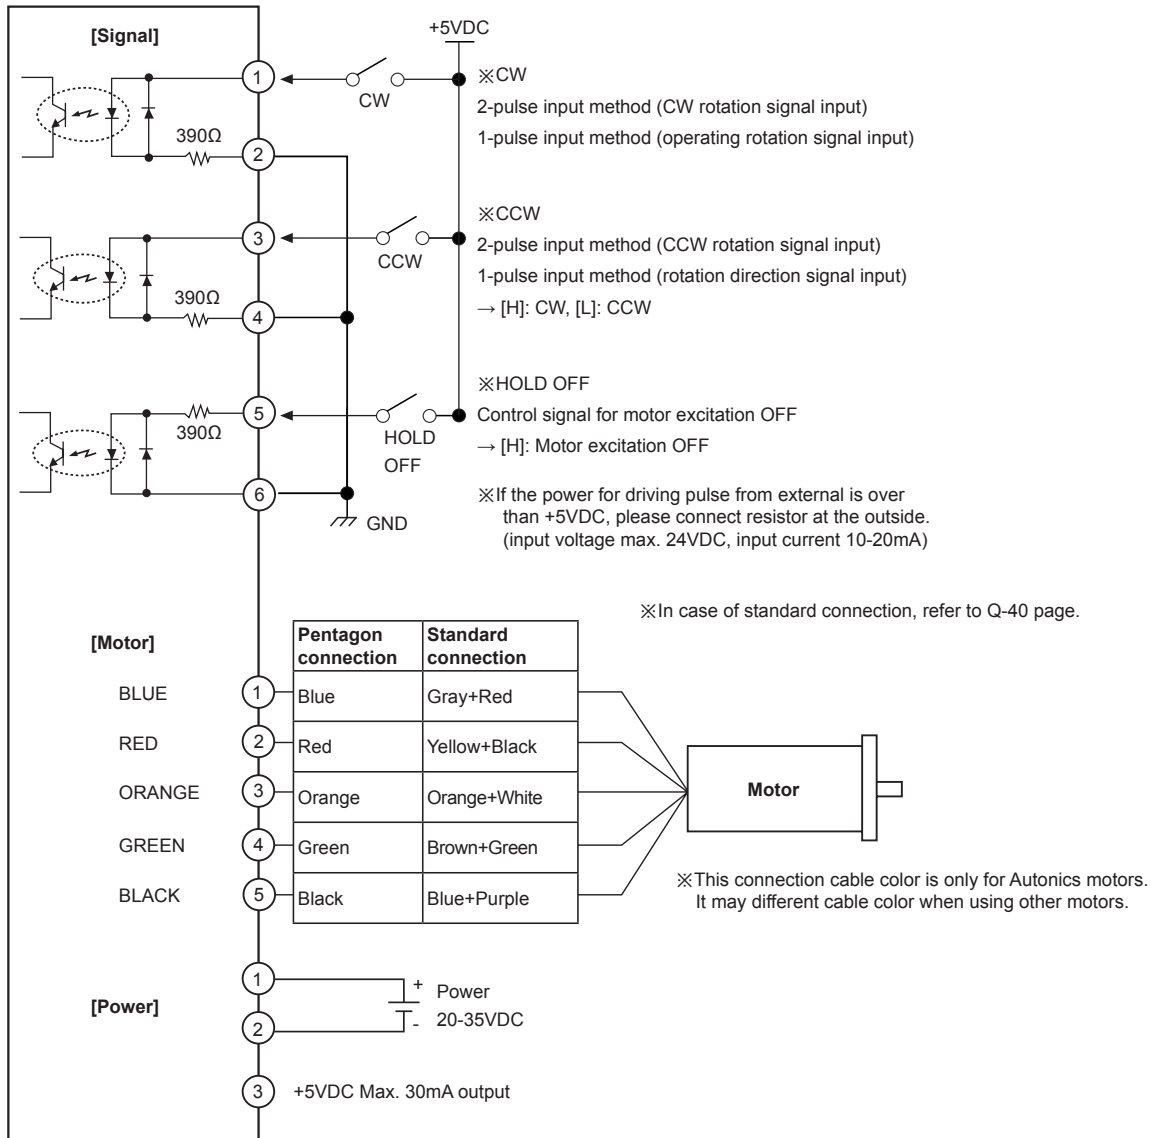 [Signal]
+5VDC
1
CW
※CW
2-pulse input method (CW rotation signal input)
1-pulse input method (operating rotation signal input)
390Ω
2
※CCW
3
CCW
2-pulse input method (CCW rotation signal input)
1-pulse input method (rotation direction signal input)
→ [H]: CW, [L]: CCW
390Ω
4
※HOLD OFF
5
390Ω
HOLD
OFF
Control signal for motor excitation OFF
→ [H]: Motor excitation OFF
6
GND
※If the power for driving pulse from external is over
than +5VDC, please connect resistor at the outside.
(input voltage max. 24VDC, input current 10-20mA)
※In case of standard connection, refer to Q-40 page.
[Motor]
Pentagon connection Standard connection
BLUE 1 Blue Gray+Red
RED 2 Red Yellow+Black
ORANGE 3 Orange Orange+White
GREEN 4 Green Brown+Green
BLACK 5 Black Blue+Purple
Motor
※This connection cable color is only for Autonics motors.
It may different cable color when using other motors.
[Power]
1
+
Power
20-35VDC
-
2
3 +5VDC Max. 30mA output